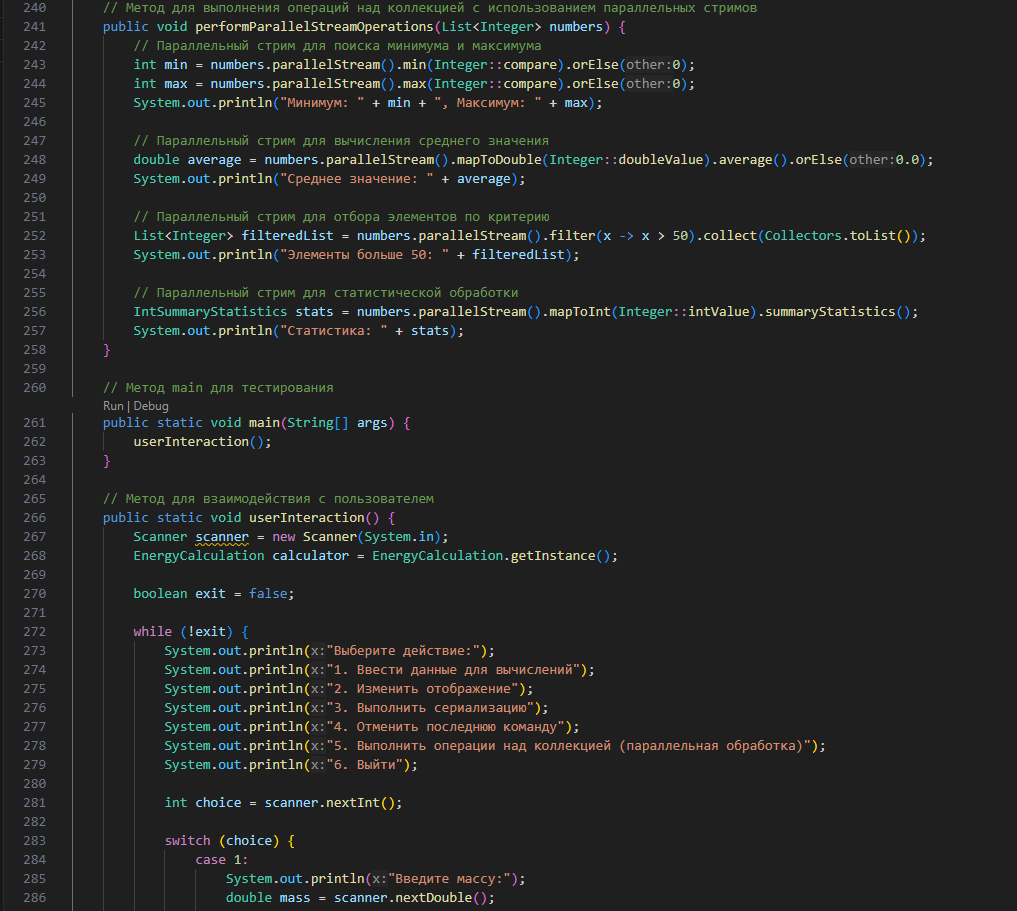 240 // Метод для выполнения операций над коллекцией с использованием параллельных стримов
241 public void performParallelStreamOperations(List<Integer> numbers) {
242 // Параллельный стрим для поиска минимума и максимума
243 int min = numbers.parallelStream().min(Integer::compare).orElse(other:0);
244 int max = numbers.parallelStream().max(Integer::compare).orElse(other:0);
245 System.out.println("Минимум: " + min + ", Максимум: " + max);
246
247 // Параллельный стрим для вычисления среднего значения
248 double average = numbers.parallelStream().mapToDouble(Integer::doubleValue).average().orElse(other:0.0);
249 System.out.println("Среднее значение: " + average);
250
251 // Параллельный стрим для отбора элементов по критерию
252 List<Integer> filteredList = numbers.parallelStream().filter(x -> x > 50).collect(Collectors.toList());
253 System.out.println("Элементы больше 50: " + filteredList);
254
255 // Параллельный стрим для статистической обработки
256 IntSummaryStatistics stats = numbers.parallelStream().mapToInt(Integer::intValue).summaryStatistics();
257 System.out.println("Статистика: " + stats);
258 }
259
260 // Метод main для тестирования
Run | Debug
261 public static void main(String[] args) {
262 userInteraction();
263 }
264
265 // Метод для взаимодействия с пользователем
266 public static void userInteraction() {
267 Scanner scanner = new Scanner(System.in);
268 EnergyCalculation calculator = EnergyCalculation.getInstance();
269
270 boolean exit = false;
271
272 while (!exit) {
273 System.out.println(x:"Выберите действие:");
274 System.out.println(x:"1. Ввести данные для вычислений");
275 System.out.println(x:"2. Изменить отображение");
276 System.out.println(x:"3. Выполнить сериализацию");
277 System.out.println(x:"4. Отменить последнюю команду");
278 System.out.println(x:"5. Выполнить операции над коллекцией (параллельная обработка)");
279 System.out.println(x:"6. Выйти");
280
281 int choice = scanner.nextInt();
282
283 switch (choice) {
284 case 1:
285 System.out.println(x:"Введите массу:");
286 double mass = scanner.nextDouble();